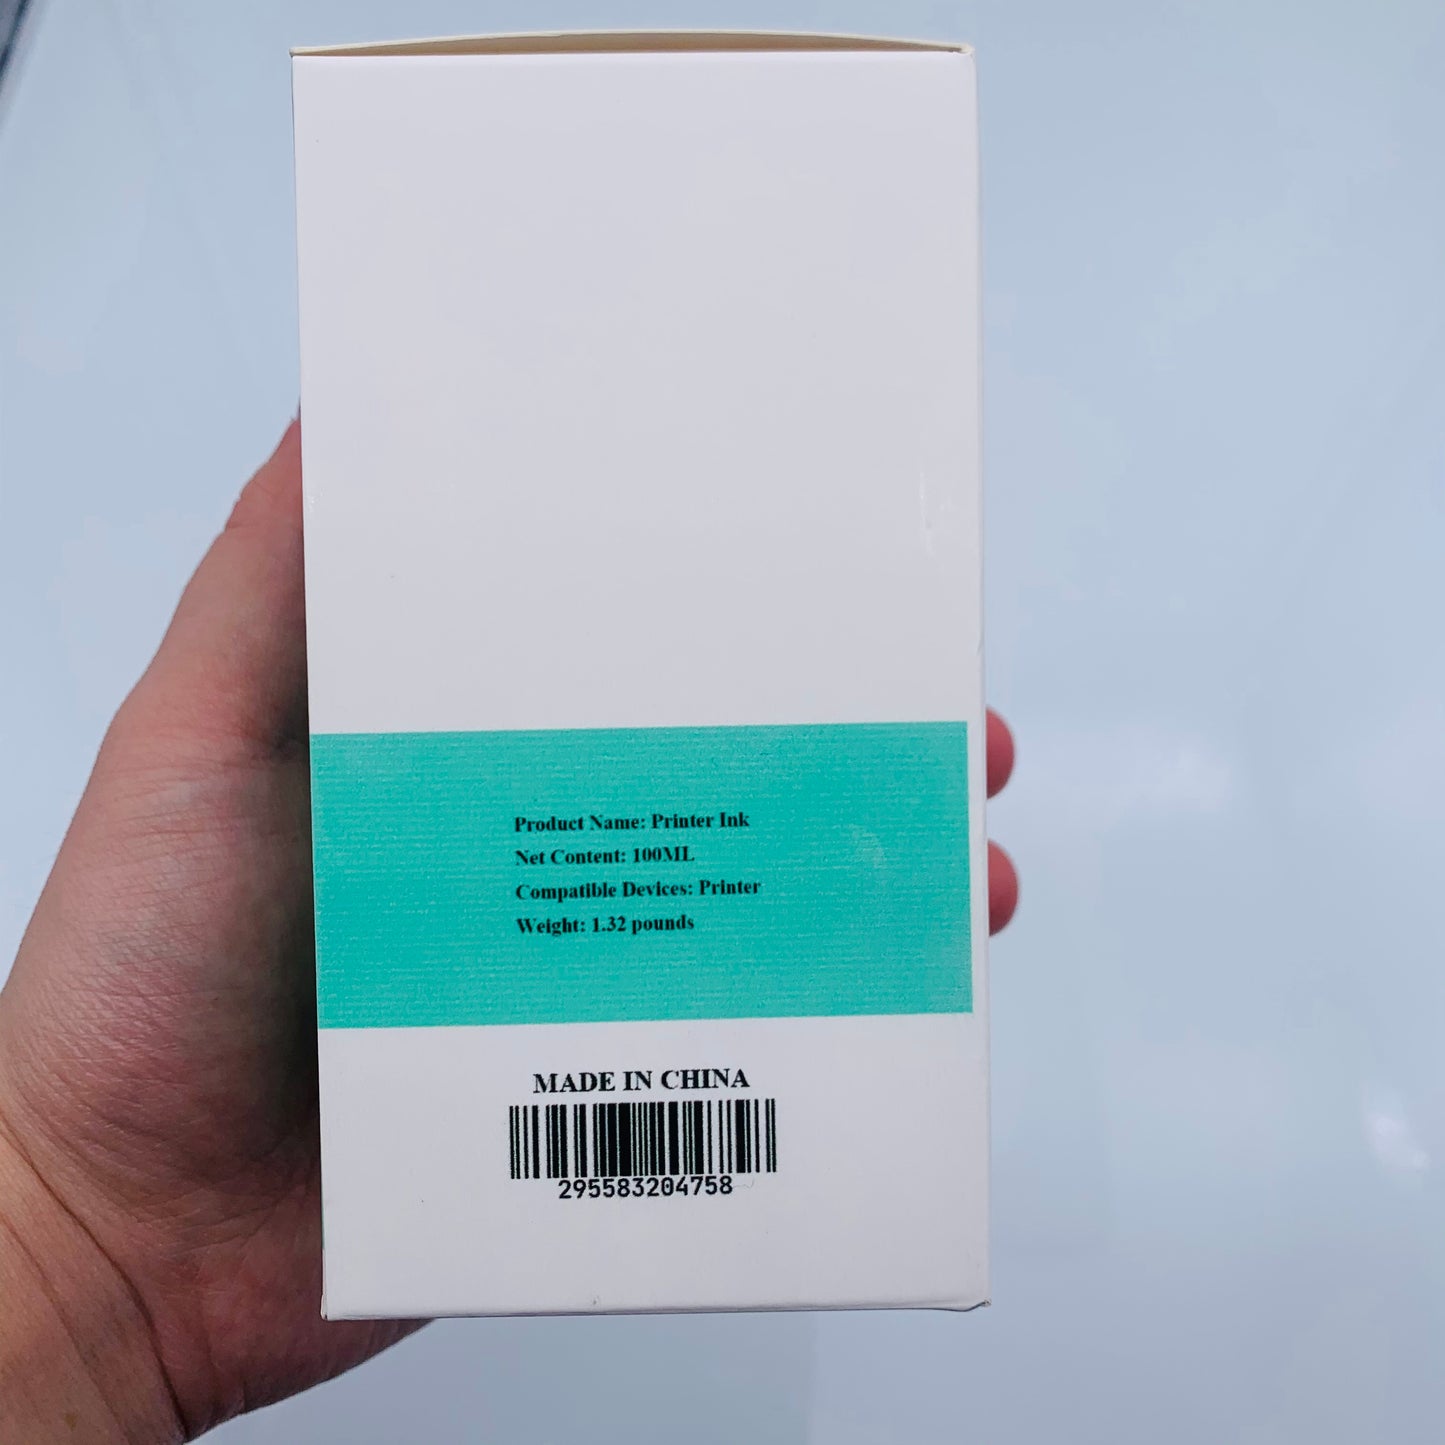 Product Name: Printer Ink
Net Content: 100ML
Compatible Devices: Printer
Weight: 1.32 pounds
MADE IN CHINA
295583204758